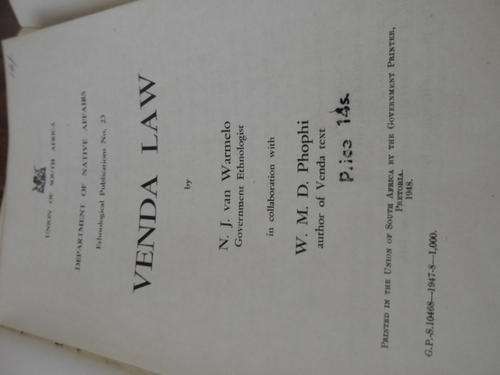 UNION OF SOUTH AFRICA
DEPARTMENT OF NATIVE AFFAIRS
Ethnological Publications No. 23
VENDA LAW
by
N. J. van Warmelo
Government Ethnologist
in collaboration with
W. M. D. Phophi
author of Venda text
Price 14s.
PRINTED IN THE UNION OF SOUTH AFRICA BY THE GOVERNMENT PRINTER,
PRETORIA.
1948.
G.P.-S.10468—1947-8—1,000.